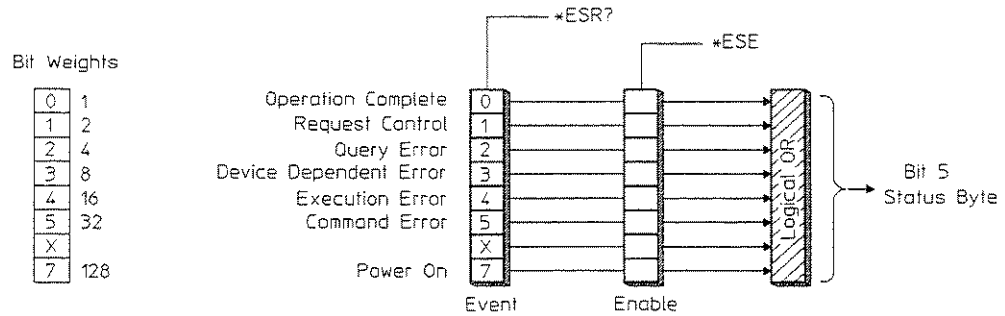 *ESR?
*ESE
Bit Weights
0 1
1 2
2 4
3 8
4 16
5 32
X
7 128
Operation Complete 0
Request Control 1
Query Error 2
Device Dependent Error 3
Execution Error 4
Command Error 5
X
Power On 7
Event
Enable
Logical OR
Bit 5
Status Byte